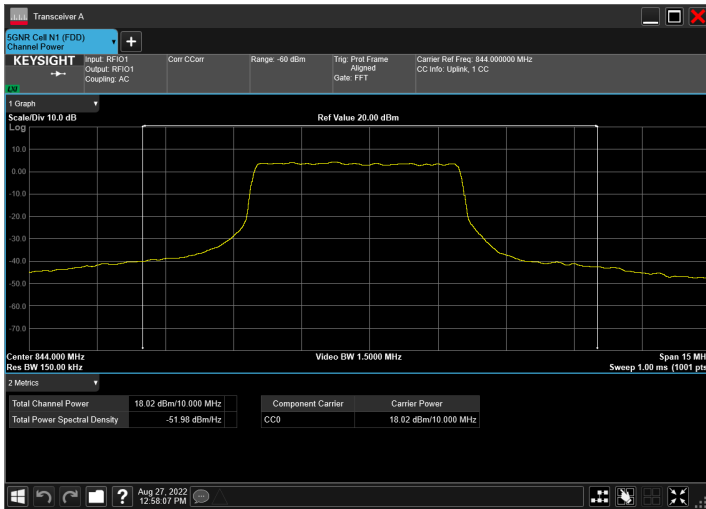 Transceiver A
5GNR Cell N1 (FDD)
Channel Power
KEYSIGHT
LXI
Input: RFIO1
Output: RFIO1
Coupling: AC
Corr CCorr
Range: -60 dBm
Trig: Prot Frame
Aligned
Gate: FFT
Carrier Ref Freq: 844.000000 MHz
CC Info: Uplink, 1 CC
1 Graph
Scale/Div 10.0 dB
Ref Value 20.00 dBm
Log
10.0
0.00
-10.0
-20.0
-30.0
-40.0
-50.0
-60.0
-70.0
Center 844.000 MHz
Video BW 1.5000 MHz
Span 15 MH
Res BW 150.00 kHz
Sweep 1.00 ms (1001 pts
2 Metrics
Total Channel Power 18.02 dBm/10.000 MHz
Total Power Spectral Density -51.98 dBm/Hz
Component Carrier Carrier Power
CC0 18.02 dBm/10.000 MHz
?
Aug 27, 2022
12:58:07 PM